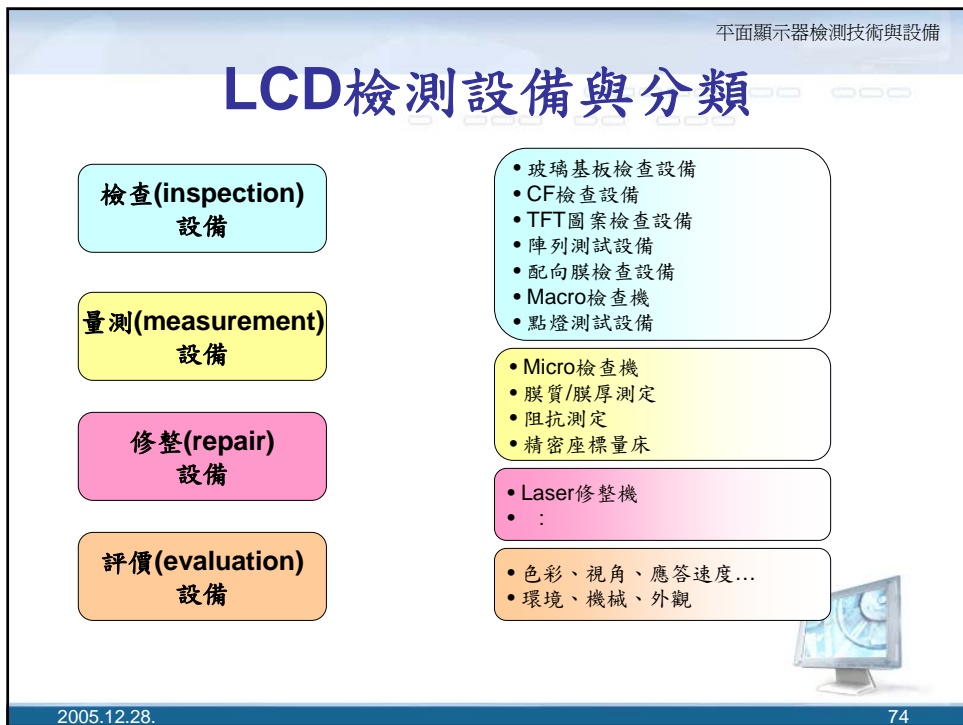 平面顯示器檢測技術與設備
LCD檢測設備與分類
檢查(inspection)
設備
• 玻璃基板檢查設備
• CF檢查設備
• TFT圖案檢查設備
• 陣列測試設備
• 配向膜檢查設備
• Macro檢查機
• 點燈測試設備
量測(measurement)
設備
• Micro檢查機
• 膜質/膜厚測定
• 阻抗測定
• 精密座標量床
修整(repair)
設備
• Laser修整機
• :
評價(evaluation)
設備
• 色彩、視角、應答速度…
• 環境、機械、外觀
2005.12.28.
74